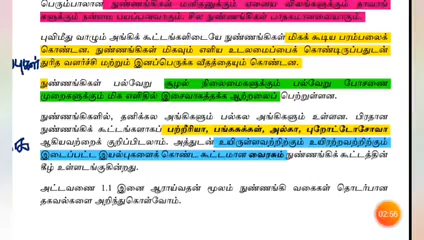 பெரும்பாலான நுண்ணங்கிகள் மனிதனுக்கும் ஏனைய விலங்குகளுக்கும் தாவரங்
களுக்கும் நன்மை பயப்பனவாகும். சில நுண்ணங்கிகள் பாதகமானவையாகும்.
புவிமீது வாழும் அங்கிக் கூட்டங்களிடையே நுண்ணங்கிகள் மிகக் கூடிய பரம்பலைக்
கொண்டன. நுண்ணங்கிகள் மிகவும் எளிய உடலமைப்பைக் கொண்டிருப்பதுடன்
துரித வளர்ச்சி மற்றும் இனப்பெருக்க வீதத்தையும் கொண்டன.
நுண்ணங்கிகள் பல்வேறு சூழல் நிலைமைகளுக்கும் பல்வேறு போசணை
முறைகளுக்கும் மிக எளிதில் இசைவாகத்தக்க ஆற்றலைப் பெற்றுள்ளன.
நுண்ணங்கிகளில், தனிக்கல அங்கிகளும் பல்கல அங்கிகளும் உள்ளன. பிரதான
நுண்ணங்கிக் கூட்டங்களாகப் பற்றீரியா, பங்கசுக்கள், அல்கா, புரோட்டோசோவா
ஆகியவற்றைக் குறிப்பிடலாம். அத்துடன் உயிருள்ளவற்றிற்கும் உயிரற்றவற்றிற்கும்
இடைப்பட்ட இயல்புகளைக் கொண்ட கூட்டமான வைரசும் நுண்ணங்கிக் கூட்டத்தின்
கீழ் உள்ளடங்குகின்றது.
அட்டவணை 1.1 இனை ஆராய்வதன் மூலம் நுண்ணங்கி வகைகள் தொடர்பான
தகவல்களை அறிந்துகொள்வோம்.
02:56